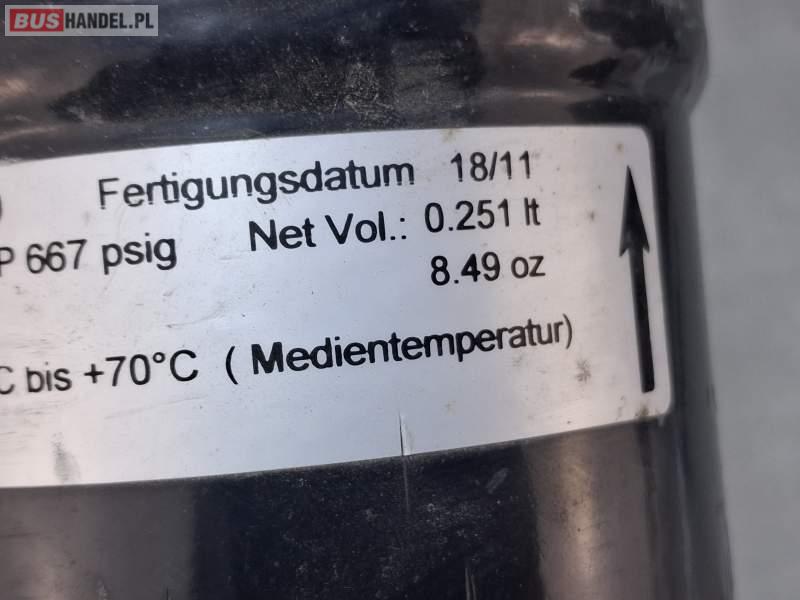 BUSHANDEL.PL
Fertigungsdatum 18/11
P 667 psig Net Vol.: 0.251 lt
8.49 oz
C bis +70°C ( Medientemperatur)